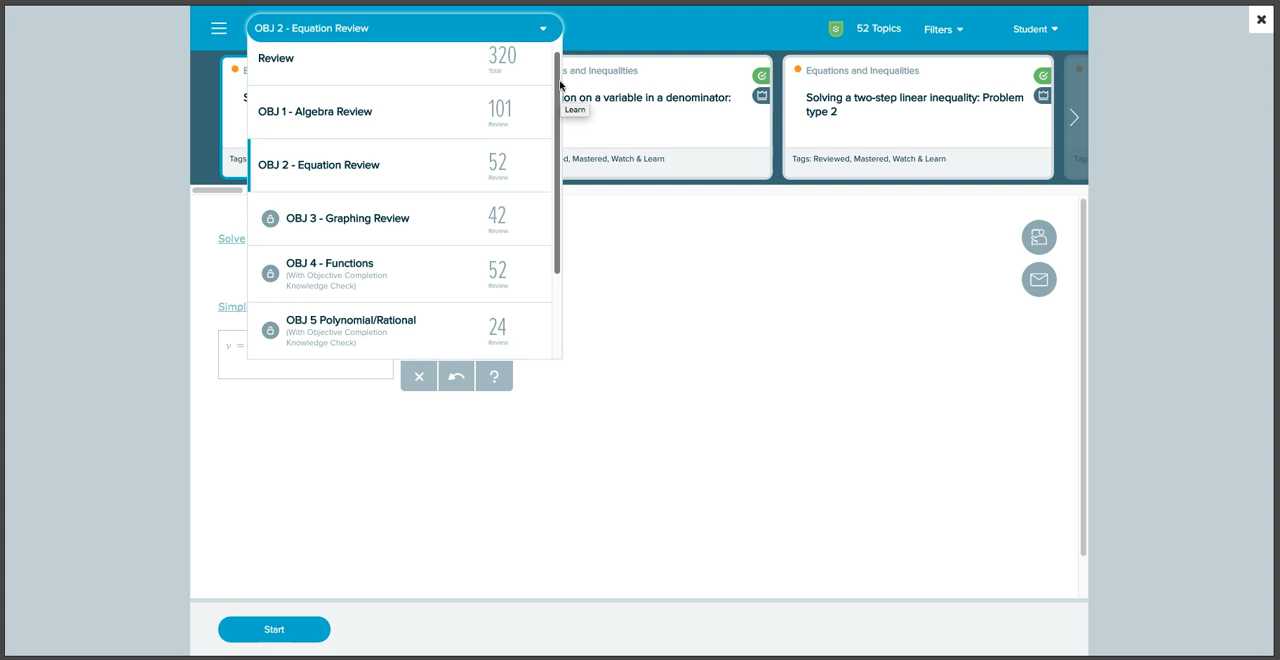 OBJ 2 - Equation Review
52 Topics
Filters
Student
Review
320
Total
OBJ 1 - Algebra Review
101
Review
OBJ 2 - Equation Review
52
Review
OBJ 3 - Graphing Review
42
Review
OBJ 4 - Functions
(With Objective Completion
Knowledge Check)
52
Review
OBJ 5 Polynomial/Rational
(With Objective Completion
Knowledge Check)
24
Review
and Inequalities
on a variable in a denominator:
Learn
Mastered, Watch & Learn
Equations and Inequalities
Solving a two-step linear inequality: Problem
type 2
Tags: Reviewed, Mastered, Watch & Learn
Tags
Solve
v =
?
Start